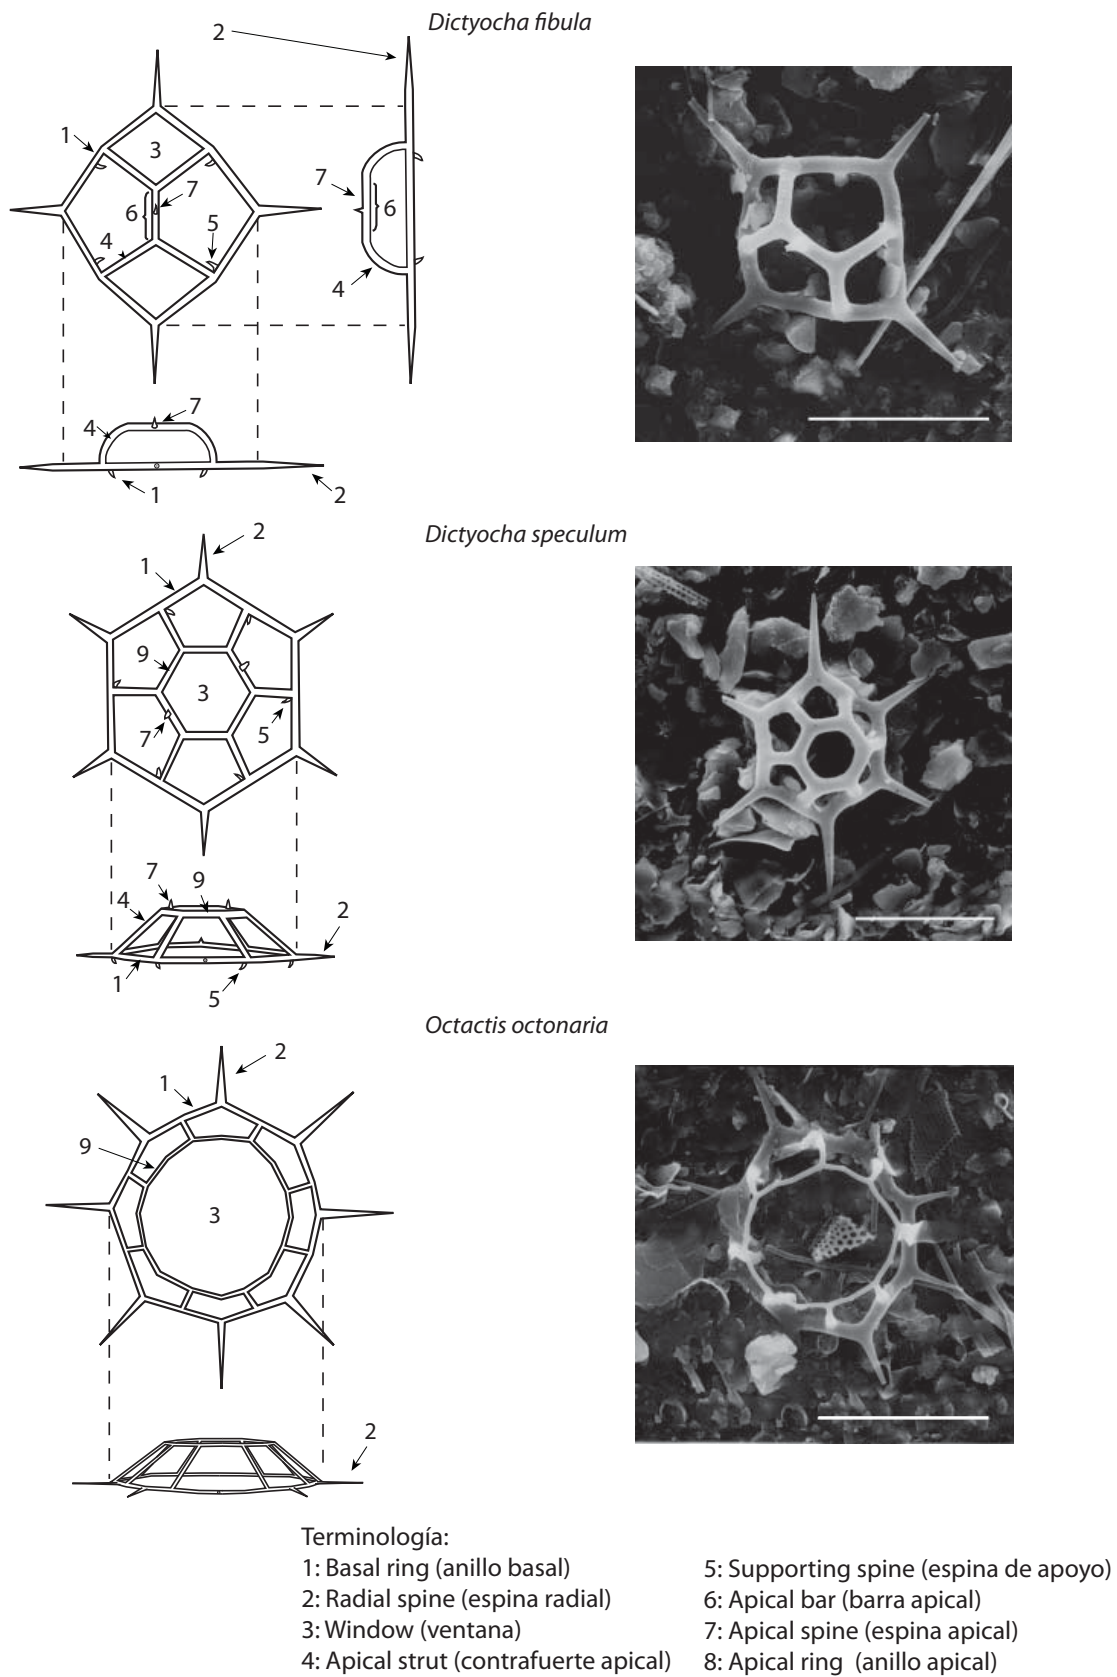 Dictyocha fibula
2
1
3
7
6
5
4
7
6
4
4
7
1
2
Dictyocha speculum
2
1
9
3
7
5
7
9
4
2
1
5
Octactis octonaria
2
1
9
3
2
Terminología:
1: Basal ring (anillo basal)
2: Radial spine (espina radial)
3: Window (ventana)
4: Apical strut (contrafuerte apical)
5: Supporting spine (espina de apoyo)
6: Apical bar (barra apical)
7: Apical spine (espina apical)
8: Apical ring (anillo apical)